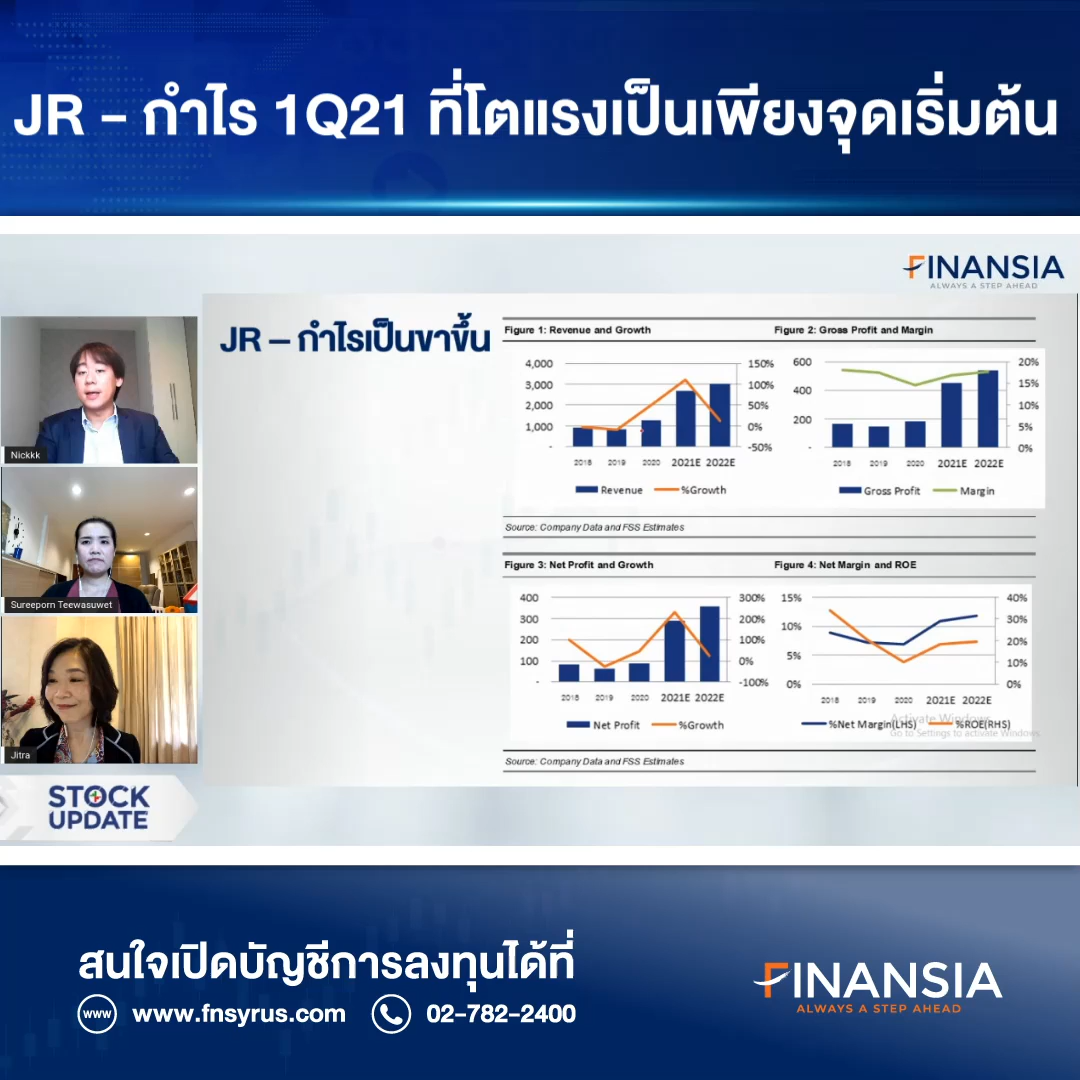 JR – กำไร 1Q21 ที่โตแรงเป็นเพียงจุดเริ่มต้น
FINANSIA
ALWAYS A STEP AHEAD
Nickkk
Sureeporn Teewasuwet
Jitra
STOCK
UPDATE
JR – กำไรเป็นขาขึ้น
Figure 1: Revenue and Growth
4,000
3,000
2,000
1,000
-
150%
100%
50%
0%
-50%
2018 2019 2020 2021E 2022E
Revenue %Growth
Figure 2: Gross Profit and Margin
600
400
200
-
20%
15%
10%
5%
0%
2018 2019 2020 2021E 2022E
Gross Profit Margin
Source: Company Data and FSS Estimates
Figure 3: Net Profit and Growth
400
300
200
100
-
300%
200%
100%
0%
-100%
2018 2019 2020 2021E 2022E
Net Profit %Growth
Figure 4: Net Margin and ROE
15%
10%
5%
0%
40%
30%
20%
10%
0%
2018 2019 2020 2021E 2022E
%Net Margin(LHS) %ROE(RHS)
Activate Windows
Go to Settings to activate Windows.
Source: Company Data and FSS Estimates
สนใจเปิดบัญชีการลงทุนได้ที่
www www.fnsyrus.com 02-782-2400
FINANSIA
ALWAYS A STEP AHEAD